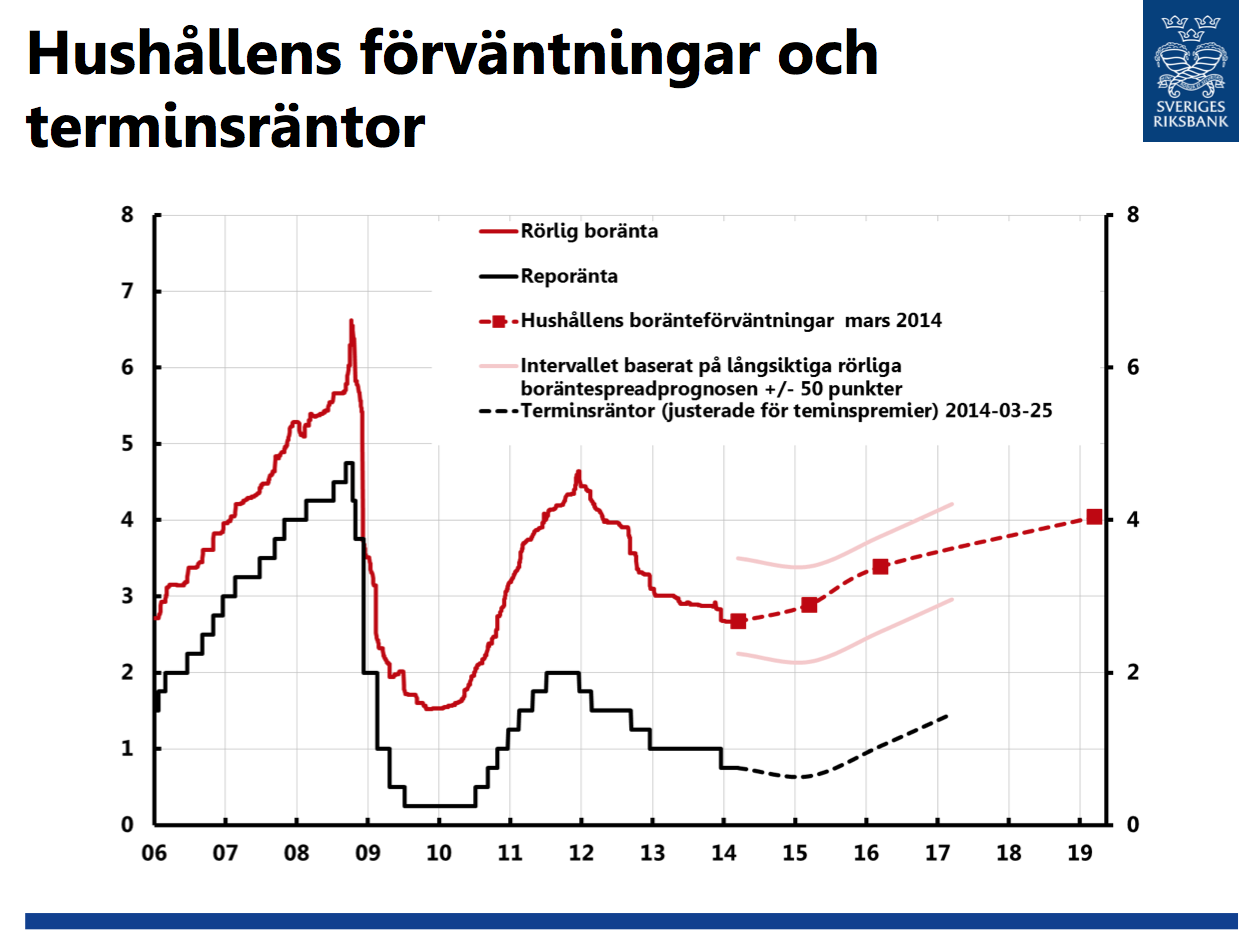 Hushållens förväntningar och
terminsräntor
SVERIGES
RIKSBANK
8
7
6
5
4
3
2
1
0
8
6
4
2
0
Rörlig boränta
Reporänta
Hushållens boränteförväntningar mars 2014
Intervallet baserat på långsiktiga rörliga
boräntespreadprognosen +/- 50 punkter
Terminsräntor (justerade för teminspremier) 2014-03-25
06 07 08 09 10 11 12 13 14 15 16 17 18 19